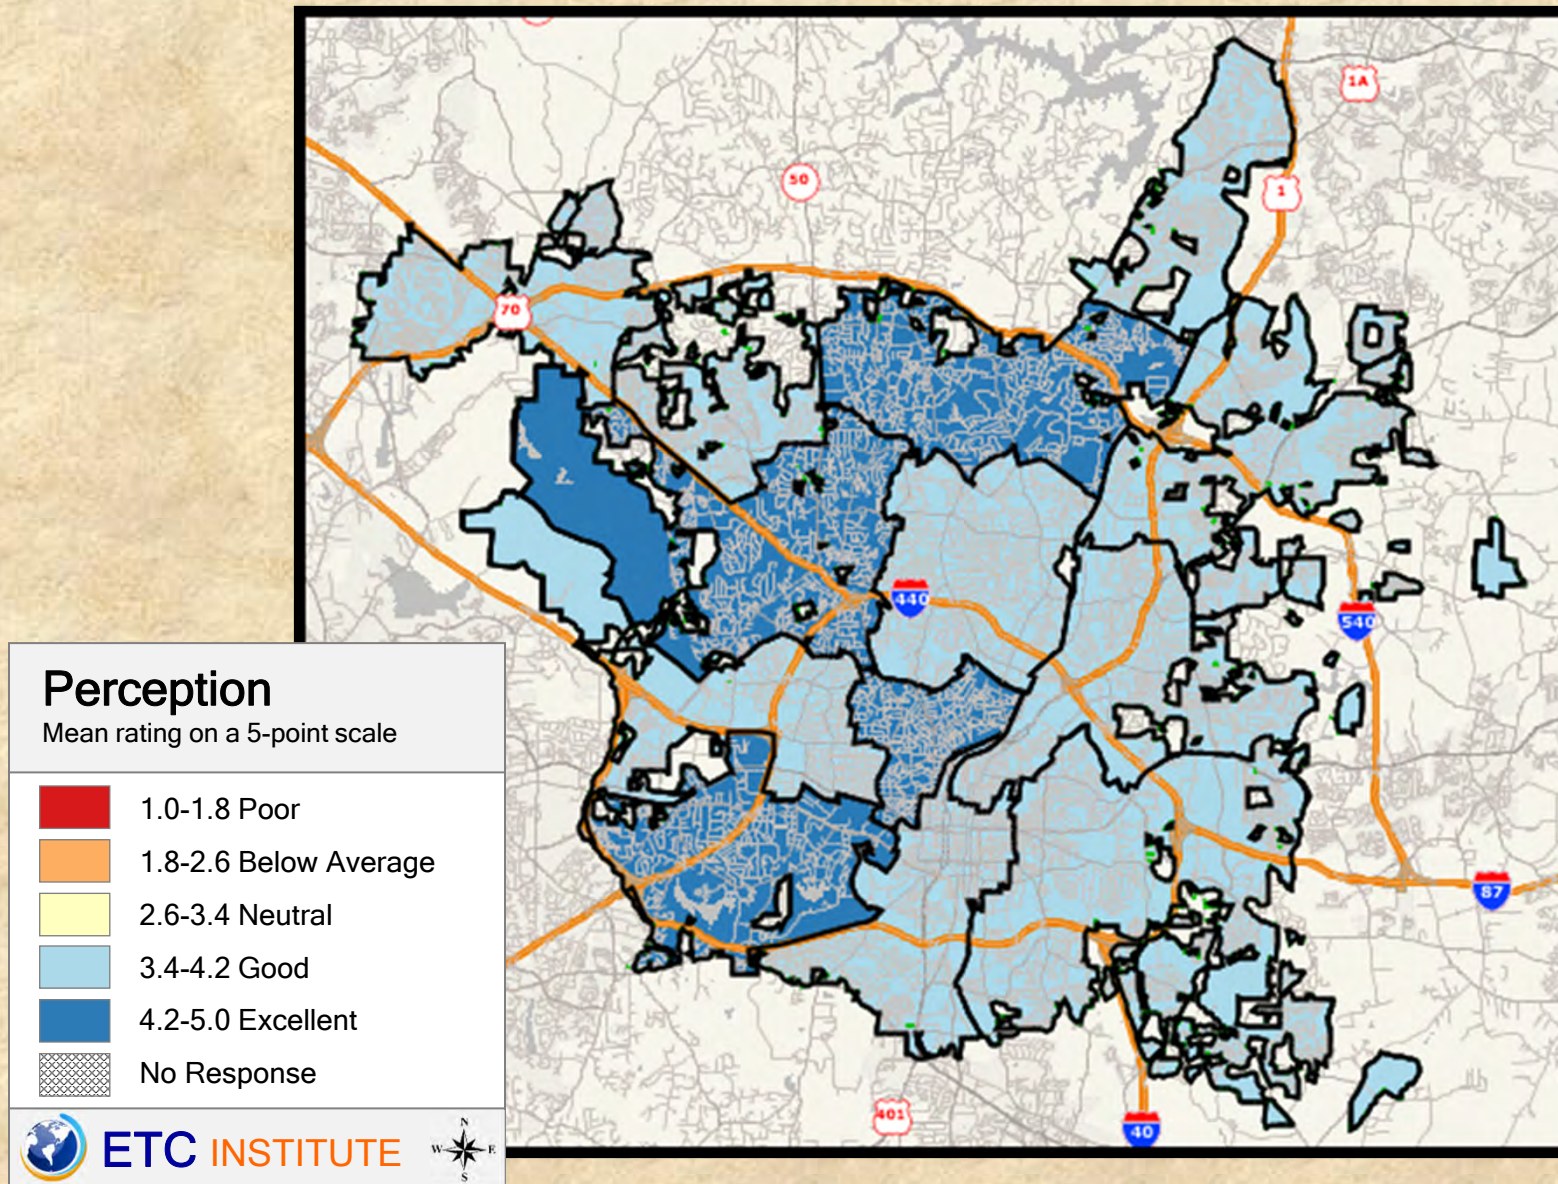 1A
50
1
70
440
540
87
401
40
Perception
Mean rating on a 5-point scale
1.0-1.8 Poor
1.8-2.6 Below Average
2.6-3.4 Neutral
3.4-4.2 Good
4.2-5.0 Excellent
No Response
ETC INSTITUTE
N
W E
S